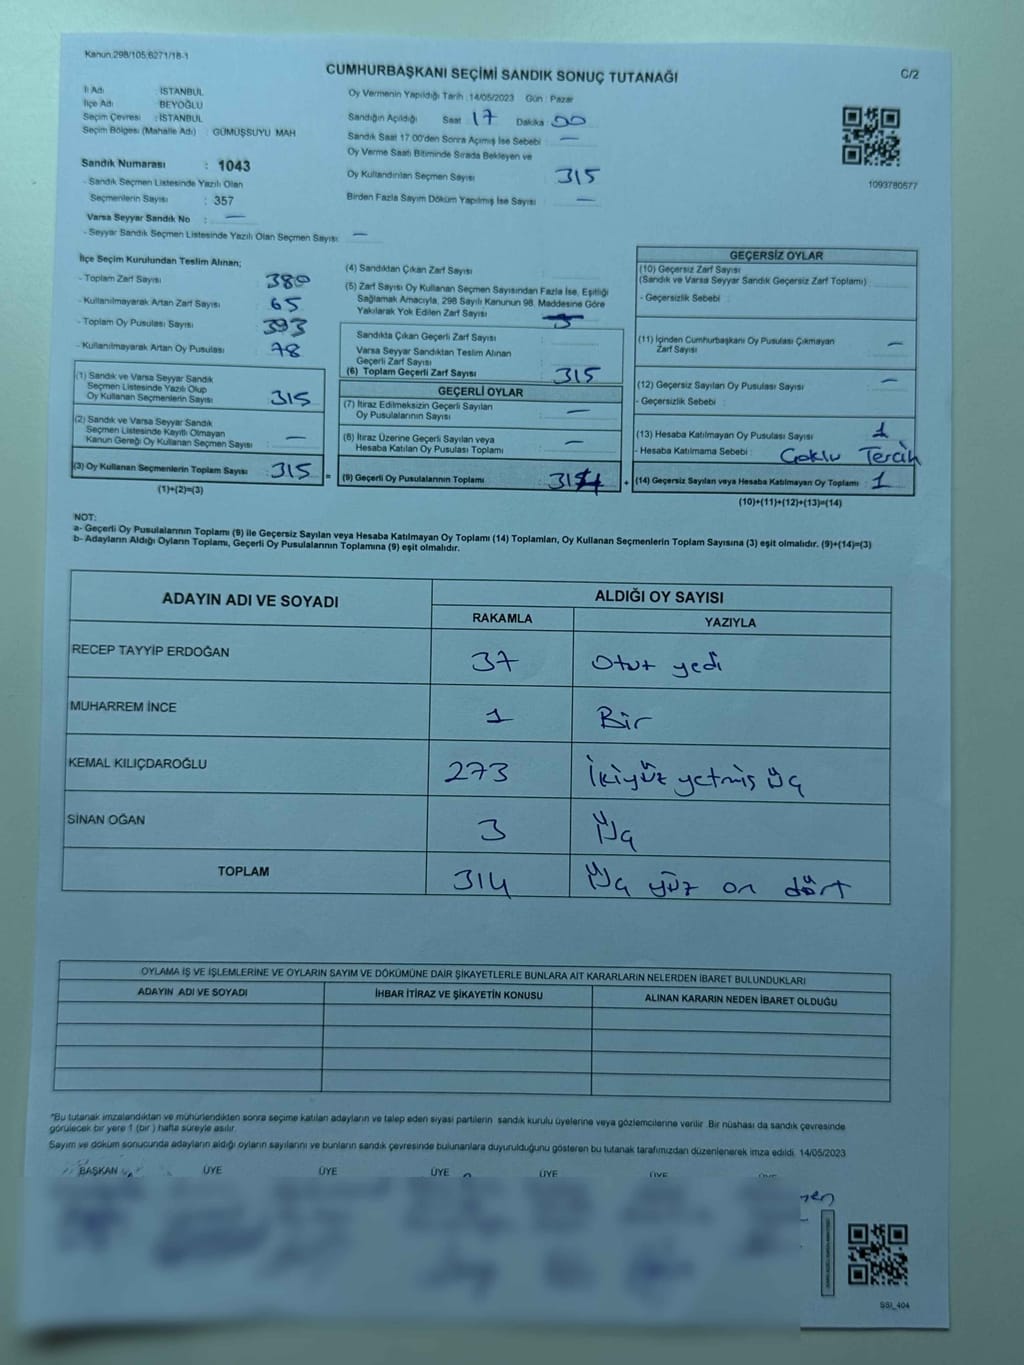 Kanun.298/105;6271/18-1
CUMHURBAŞKANI SEÇİMİ SANDIK SONUÇ TUTANAĞI
C/2
İl Adı : İSTANBUL
İlçe Adı : BEYOĞLU
Seçim Çevresi : İSTANBUL
Seçim Bölgesi (Mahalle Adı) : GÜMÜŞSUYU MAH
Sandık Numarası : 1043
- Sandık Seçmen Listesinde Yazılı Olan
Seçmenlerin Sayısı : 357
Varsa Seyyar Sandık No : —
- Seyyar Sandık Seçmen Listesinde Yazılı Olan Seçmen Sayısı : —
Oy Vermenin Yapıldığı Tarih : 14/05/2023 Gün : Pazar
Sandığın Açıldığı Saat : 17 Dakika : 00
Sandık Saat 17.00'den Sonra Açılmış İse Sebebi : —
Oy Verme Saati Bitiminde Sırada Bekleyen ve
Oy Kullandırılan Seçmen Sayısı : 315
Birden Fazla Sayım Döküm Yapılmış İse Sayısı : —
1093780577
İlçe Seçim Kurulundan Teslim Alınan;
- Toplam Zarf Sayısı : 380
- Kullanılmayarak Artan Zarf Sayısı : 65
- Toplam Oy Pusulası Sayısı : 393
- Kullanılmayarak Artan Oy Pusulası : 78
(1) Sandık ve Varsa Seyyar Sandık
Seçmen Listesinde Yazılı Olup
Oy Kullanan Seçmenlerin Sayısı : 315
(2) Sandık ve Varsa Seyyar Sandık
Seçmen Listesinde Kayıtlı Olmayan
Kanun Gereği Oy Kullanan Seçmen Sayısı : —
(3) Oy Kullanan Seçmenlerin Toplam Sayısı : 315 =
(1)+(2)=(3)
(4) Sandıktan Çıkan Zarf Sayısı
(5) Zarf Sayısı Oy Kullanan Seçmen Sayısından Fazla İse, Eşitliği
Sağlamak Amacıyla, 298 Sayılı Kanunun 98. Maddesine Göre
Yakılarak Yok Edilen Zarf Sayısı :
Sandıkta Çıkan Geçerli Zarf Sayısı
Varsa Seyyar Sandıktan Teslim Alınan
Geçerli Zarf Sayısı
(6) Toplam Geçerli Zarf Sayısı : 315
GEÇERLİ OYLAR
(7) İtiraz Edilmeksizin Geçerli Sayılan
Oy Pusulalarının Sayısı : —
(8) İtiraz Üzerine Geçerli Sayılan veya
Hesaba Katılan Oy Pusulası Toplamı : —
(9) Geçerli Oy Pusulalarının Toplamı : 314 +
GEÇERSİZ OYLAR
(10) Geçersiz Zarf Sayısı
(Sandık ve Varsa Seyyar Sandık Geçersiz Zarf Toplamı) :
- Geçersizlik Sebebi :
(11) İçinden Cumhurbaşkanı Oy Pusulası Çıkmayan
Zarf Sayısı : —
(12) Geçersiz Sayılan Oy Pusulası Sayısı : —
- Geçersizlik Sebebi :
(13) Hesaba Katılmayan Oy Pusulası Sayısı : 1
- Hesaba Katılmama Sebebi : Çoklu Tercih
(14) Geçersiz Sayılan veya Hesaba Katılmayan Oy Toplamı : 1
(10)+(11)+(12)+(13)=(14)
NOT:
a- Geçerli Oy Pusulalarının Toplamı (9) ile Geçersiz Sayılan veya Hesaba Katılmayan Oy Toplamı (14) Toplamları, Oy Kullanan Seçmenlerin Toplam Sayısına (3) eşit olmalıdır. (9)+(14)=(3)
b- Adayların Aldığı Oyların Toplamı, Geçerli Oy Pusulalarının Toplamına (9) eşit olmalıdır.
ADAYIN ADI VE SOYADI ALDIĞI OY SAYISI
RAKAMLA YAZIYLA
RECEP TAYYİP ERDOĞAN 37 Otuz yedi
MUHARREM İNCE 1 Bir
KEMAL KILIÇDAROĞLU 273 İkiyüz yetmiş üç
SİNAN OĞAN 3 Üç
TOPLAM 314 Üç yüz on dört
OYLAMA İŞ VE İŞLEMLERİNE VE OYLARIN SAYIM VE DÖKÜMÜNE DAİR ŞİKAYETLERLE BUNLARA AİT KARARLARIN NELERDEN İBARET BULUNDUKLARI
ADAYIN ADI VE SOYADI İHBAR İTİRAZ VE ŞİKAYETİN KONUSU ALINAN KARARIN NEDEN İBARET OLDUĞU
*Bu tutanak imzalandıktan ve mühürlendikten sonra seçime katılan adayların ve talep eden siyasi partilerin sandık kurulu üyelerine veya gözlemcilerine verilir. Bir nüshası da sandık çevresinde
görülecek bir yere 1 (bir) hafta süreyle asılır.
Sayım ve döküm sonucunda adayların aldığı oyların sayılarını ve bunların sandık çevresinde bulunanlara duyurulduğunu gösteren bu tutanak tarafımızdan düzenlenerek imza edildi. 14/05/2023
BAŞKAN ÜYE ÜYE ÜYE ÜYE ÜYE ÜYE
SSI_404